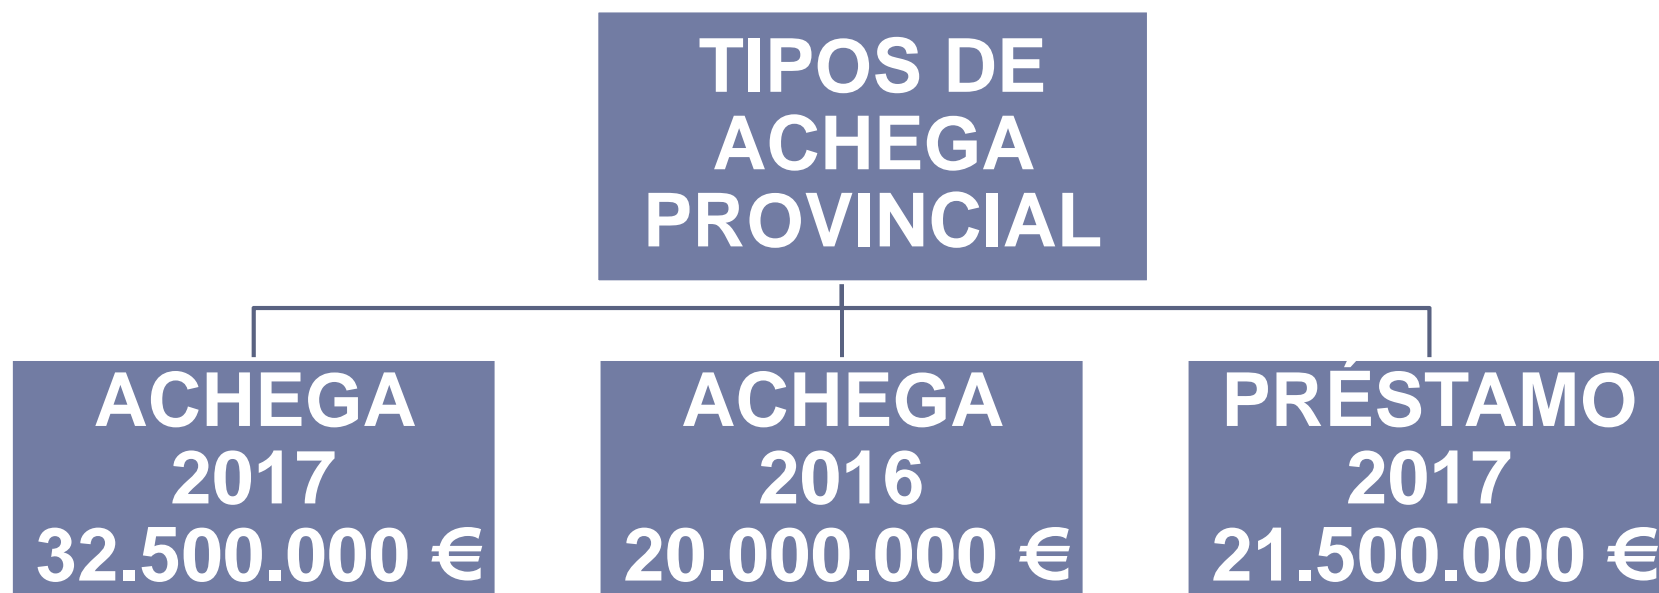 TIPOS DE
ACHEGA
PROVINCIAL
ACHEGA
2017
32.500.000 €
ACHEGA
2016
20.000.000 €
PRÉSTAMO
2017
21.500.000 €